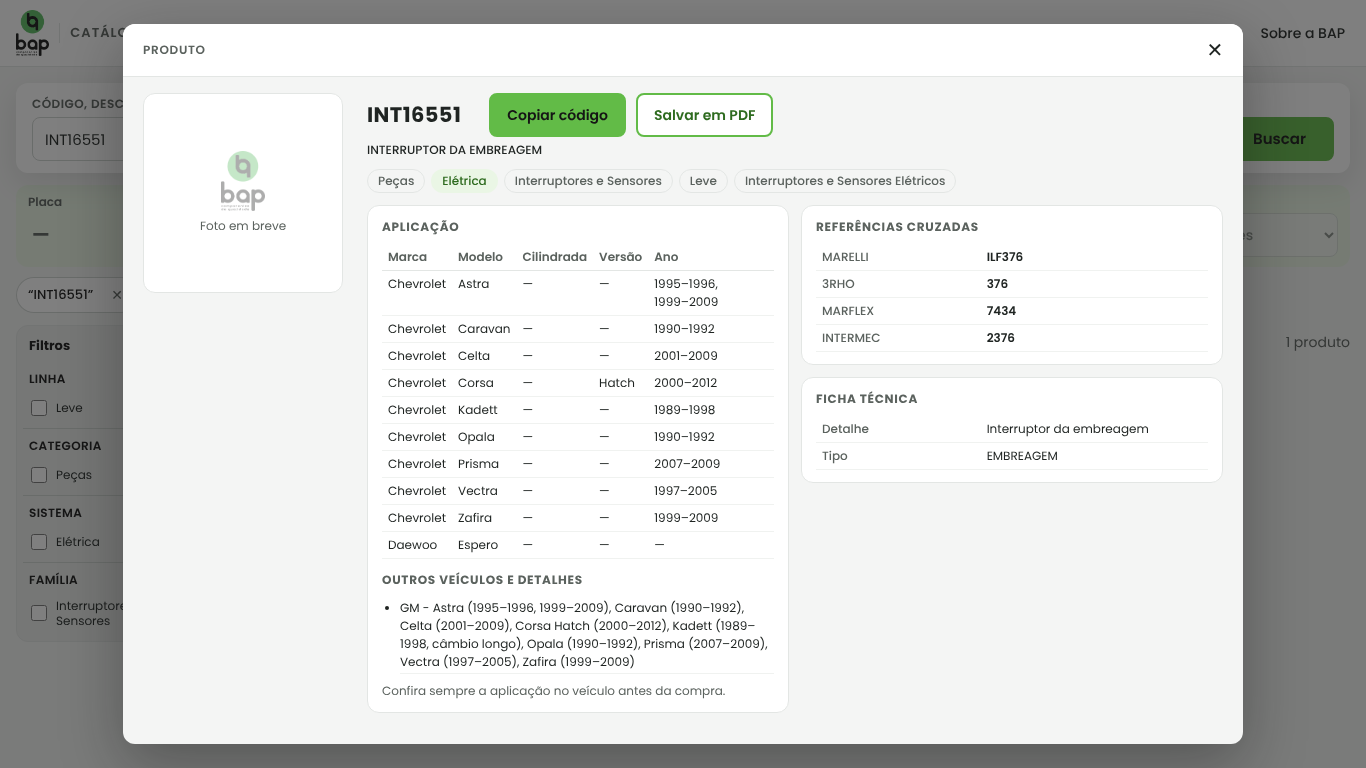 bap
CATÁLO
Sobre a BAP
CÓDIGO, DESC
INT16551
Buscar
Placa
—
s
“INT16551” ×
1 produto
Filtros
LINHA
Leve
CATEGORIA
Peças
SISTEMA
Elétrica
FAMÍLIA
Interruptore
Sensores
PRODUTO
✕
bap
Foto em breve
INT16551
Copiar código
Salvar em PDF
INTERRUPTOR DA EMBREAGEM
Peças Elétrica Interruptores e Sensores Leve Interruptores e Sensores Elétricos
APLICAÇÃO
Marca Modelo Cilindrada Versão Ano
Chevrolet Astra — — 1995–1996,
1999–2009
Chevrolet Caravan — — 1990–1992
Chevrolet Celta — — 2001–2009
Chevrolet Corsa — Hatch 2000–2012
Chevrolet Kadett — — 1989–1998
Chevrolet Opala — — 1990–1992
Chevrolet Prisma — — 2007–2009
Chevrolet Vectra — — 1997–2005
Chevrolet Zafira — — 1999–2009
Daewoo Espero — — —
OUTROS VEÍCULOS E DETALHES
• GM - Astra (1995–1996, 1999–2009), Caravan (1990–1992),
Celta (2001–2009), Corsa Hatch (2000–2012), Kadett (1989–
1998, câmbio longo), Opala (1990–1992), Prisma (2007–2009),
Vectra (1997–2005), Zafira (1999–2009)
Confira sempre a aplicação no veículo antes da compra.
REFERÊNCIAS CRUZADAS
MARELLI ILF376
3RHO 376
MARFLEX 7434
INTERMEC 2376
FICHA TÉCNICA
Detalhe Interruptor da embreagem
Tipo EMBREAGEM